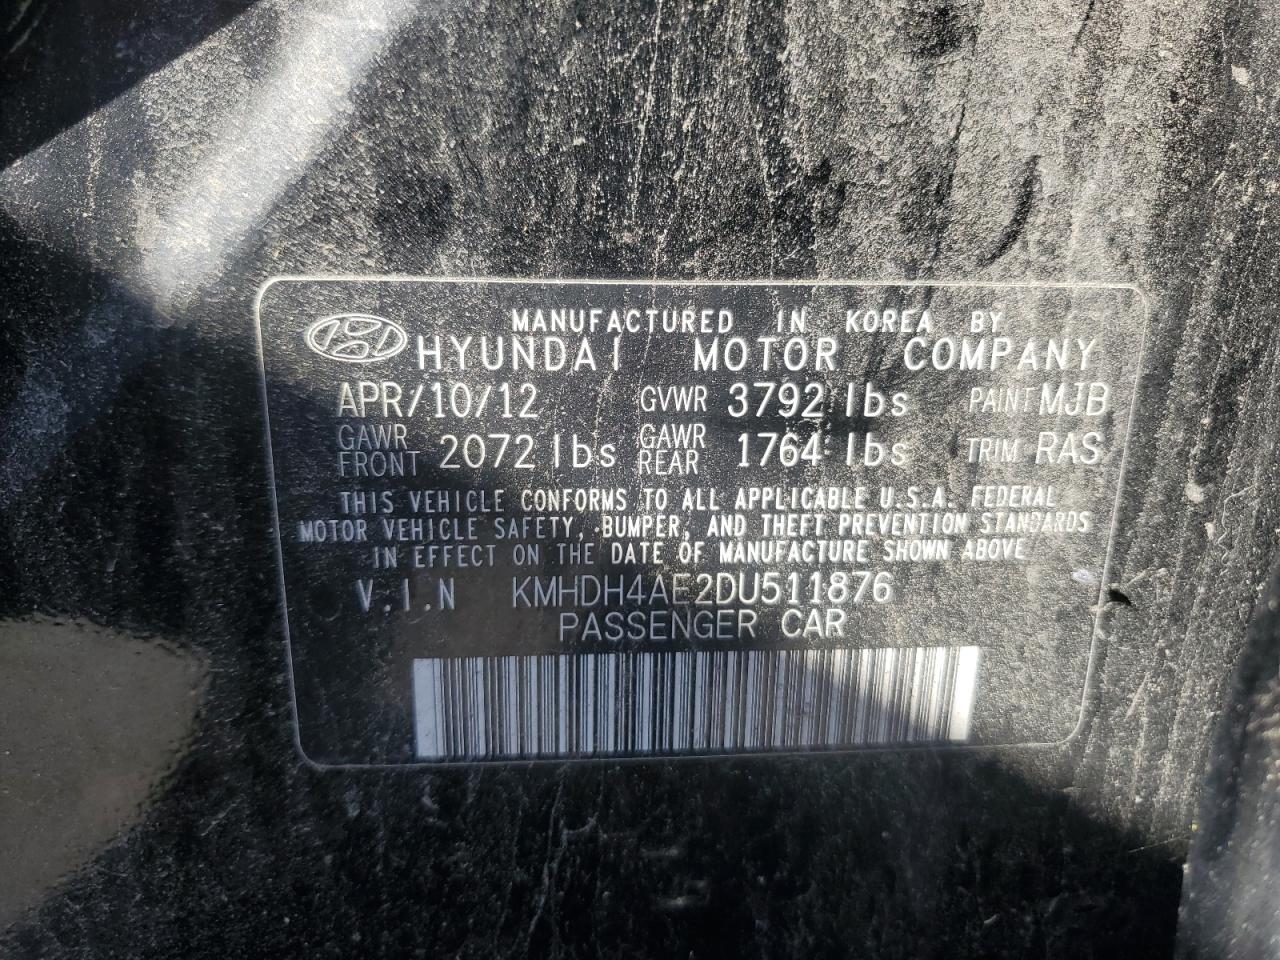 MANUFACTURED IN KOREA BY
HYUNDAI MOTOR COMPANY
APR/10/12 GVWR 3792 lbs PAINT MJB
GAWR FRONT 2072 lbs GAWR REAR 1764 lbs TRIM RAS
THIS VEHICLE CONFORMS TO ALL APPLICABLE U.S.A. FEDERAL
MOTOR VEHICLE SAFETY, BUMPER, AND THEFT PREVENTION STANDARDS
IN EFFECT ON THE DATE OF MANUFACTURE SHOWN ABOVE
V.I.N KMHDH4AE2DU511876
PASSENGER CAR